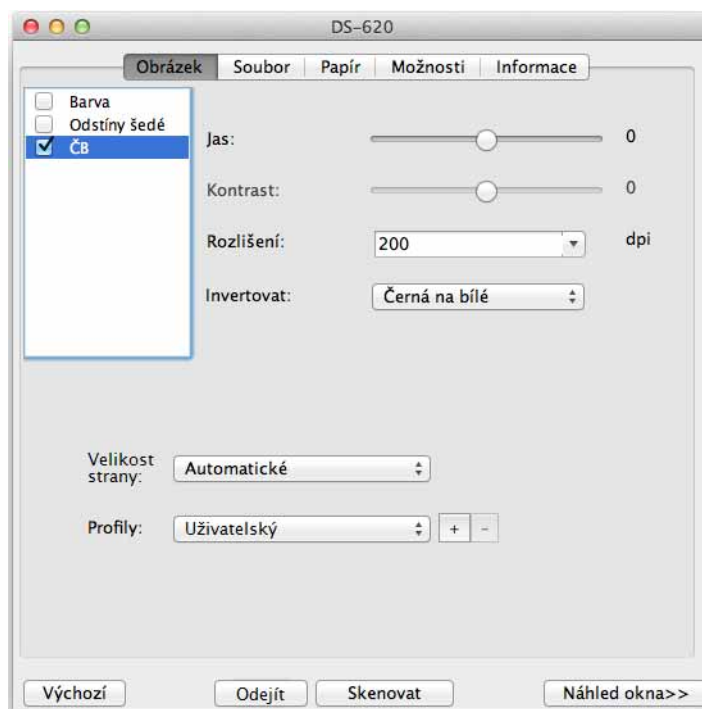 DS-620
Obrázek Soubor Papír Možnosti Informace
Barva
Odstíny šedé
ČB
Jas: 0
Kontrast: 0
Rozlišení: 200 dpi
Invertovat: Černá na bílé
Velikost
strany: Automatické
Profily: Uživatelský + -
Výchozí Odejít Skenovat Náhled okna>>